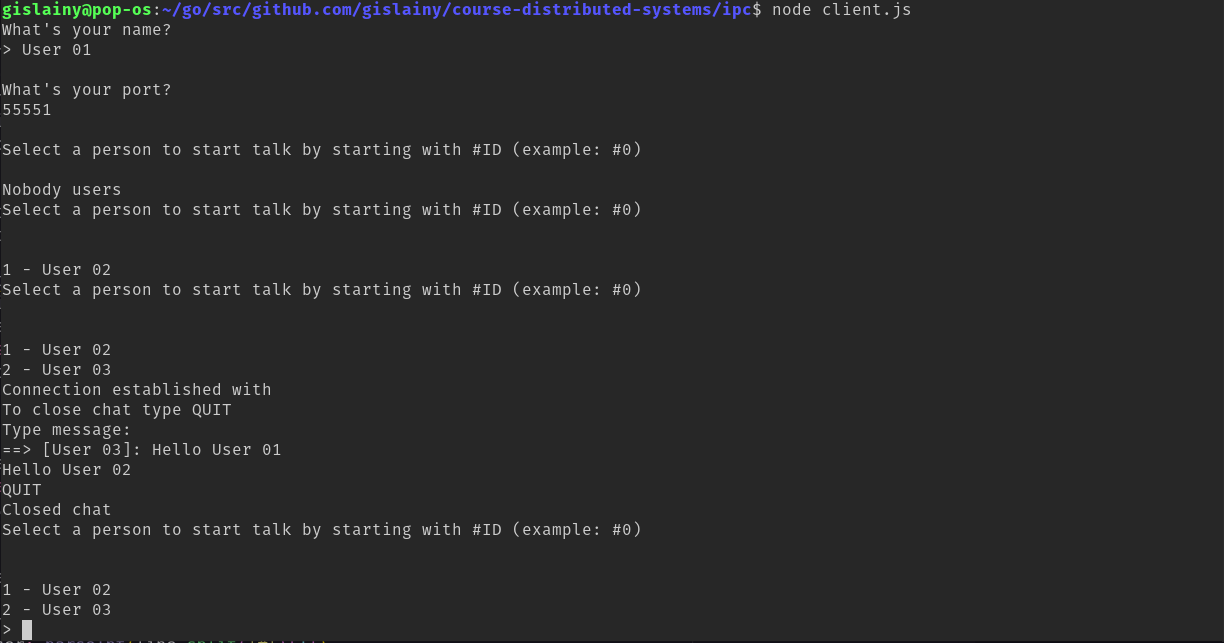 gislainy@pop-os:~/go/src/github.com/gislainy/course-distributed-systems/ipc$ node client.js
What's your name?
> User 01
What's your port?
55551
Select a person to start talk by starting with #ID (example: #0)
Nobody users
Select a person to start talk by starting with #ID (example: #0)
1 - User 02
Select a person to start talk by starting with #ID (example: #0)
1 - User 02
2 - User 03
Connection established with
To close chat type QUIT
Type message:
==> [User 03]: Hello User 01
Hello User 02
QUIT
Closed chat
Select a person to start talk by starting with #ID (example: #0)
1 - User 02
2 - User 03
>